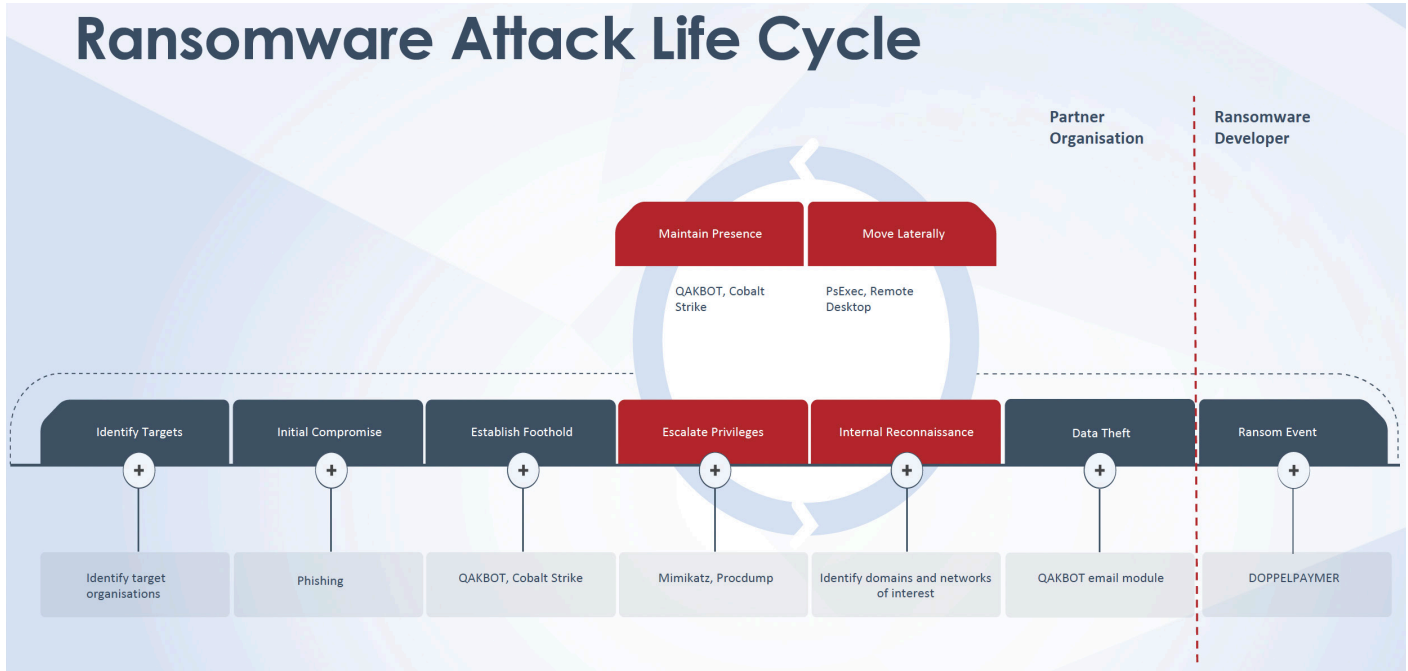 Ransomware Attack Life Cycle
Partner
Organisation
Ransomware
Developer
Maintain Presence
Move Laterally
QAKBOT, Cobalt
Strike
PsExec, Remote
Desktop
Identify Targets
Initial Compromise
Establish Foothold
Escalate Privileges
Internal Reconnaissance
Data Theft
Ransom Event
+
+
+
+
+
+
+
Identify target
organisations
Phishing
QAKBOT, Cobalt Strike
Mimikatz, Procdump
Identify domains and networks
of interest
QAKBOT email module
DOPPELPAYMER